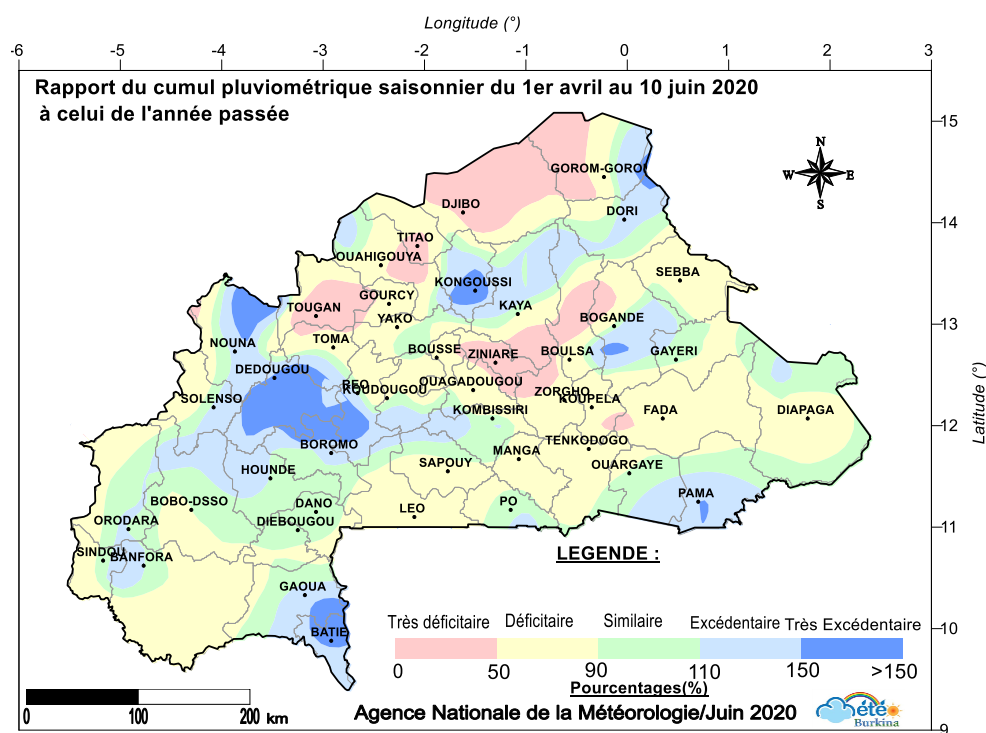 Longitude (°)
-6 -5 -4 -3 -2 -1 0 1 2 3
Rapport du cumul pluviométrique saisonnier du 1er avril au 10 juin 2020
à celui de l'année passée
15
N
W E
S
GOROM-GOROM
DJIBO
DORI
14
TITAO
OUAHIGOUYA
SEBBA
KONGOUSSI
GOURCY
TOUGAN
KAYA
YAKO
BOGANDE
13
NOUNA
TOMA
BOUSSE
ZINIARE
BOULSA
GAYERI
Latitude (°)
DEDOUGOU
REO
KOUDOUGOU
OUAGADOUGOU
ZORGHO
SOLENSO
KOUPELA
KOMBISSIRI
FADA
DIAPAGA
12
BOROMO
TENKODOGO
MANGA
HOUNDE
SAPOUY
OUARGAYE
BOBO-DSSO
DANO
LEO
PO
PAMA
ORODARA
DIEBOUGOU
11
SINDOU
BANFORA
LEGENDE :
GAOUA
Très déficitaire Déficitaire Similaire Excédentaire Très Excédentaire
BATIE
10
0 50 90 110 150 >150
Pourcentages(%)
0 100 200 km
Agence Nationale de la Météorologie/Juin 2020
été
Burkina
9